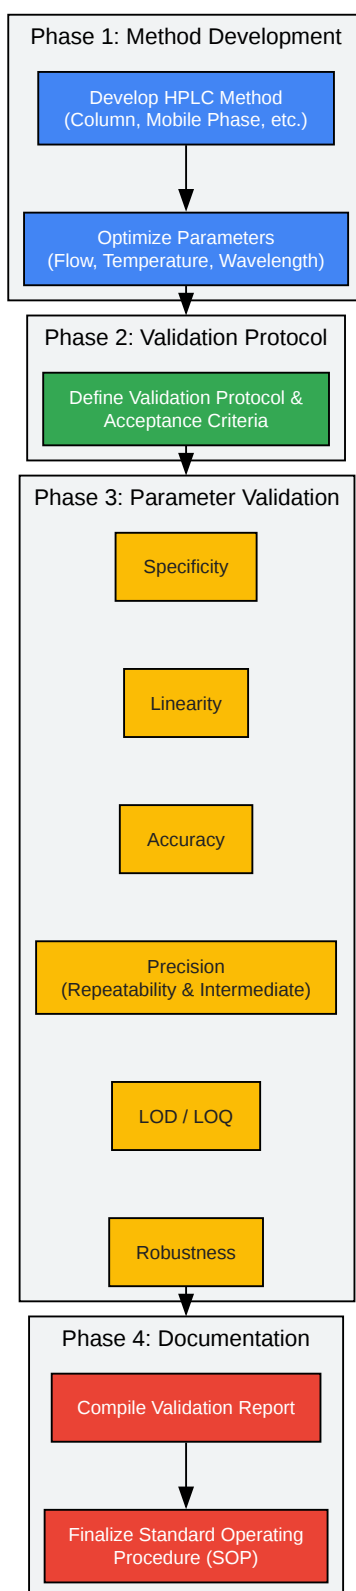 Phase 1: Method Development
Develop HPLC Method
(Column, Mobile Phase, etc.)
Optimize Parameters
(Flow, Temperature, Wavelength)
Phase 2: Validation Protocol
Define Validation Protocol &
Acceptance Criteria
Phase 3: Parameter Validation
Specificity
Linearity
Accuracy
Precision
(Repeatability & Intermediate)
LOD / LOQ
Robustness
Phase 4: Documentation
Compile Validation Report
Finalize Standard Operating
Procedure (SOP)